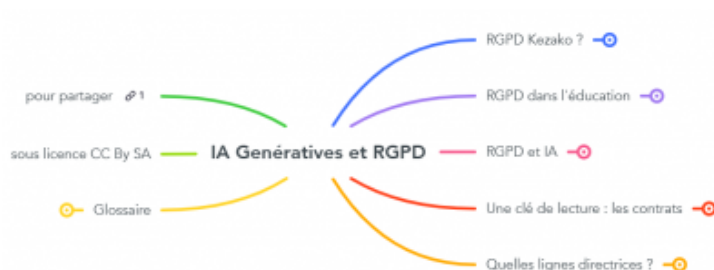 RGPD Kezako ?
pour partager 1
RGPD dans l'éducation
sous licence CC By SA
IA Genératives et RGPD
RGPD et IA
Glossaire
Une clé de lecture : les contrats
Quelles lignes directrices ?